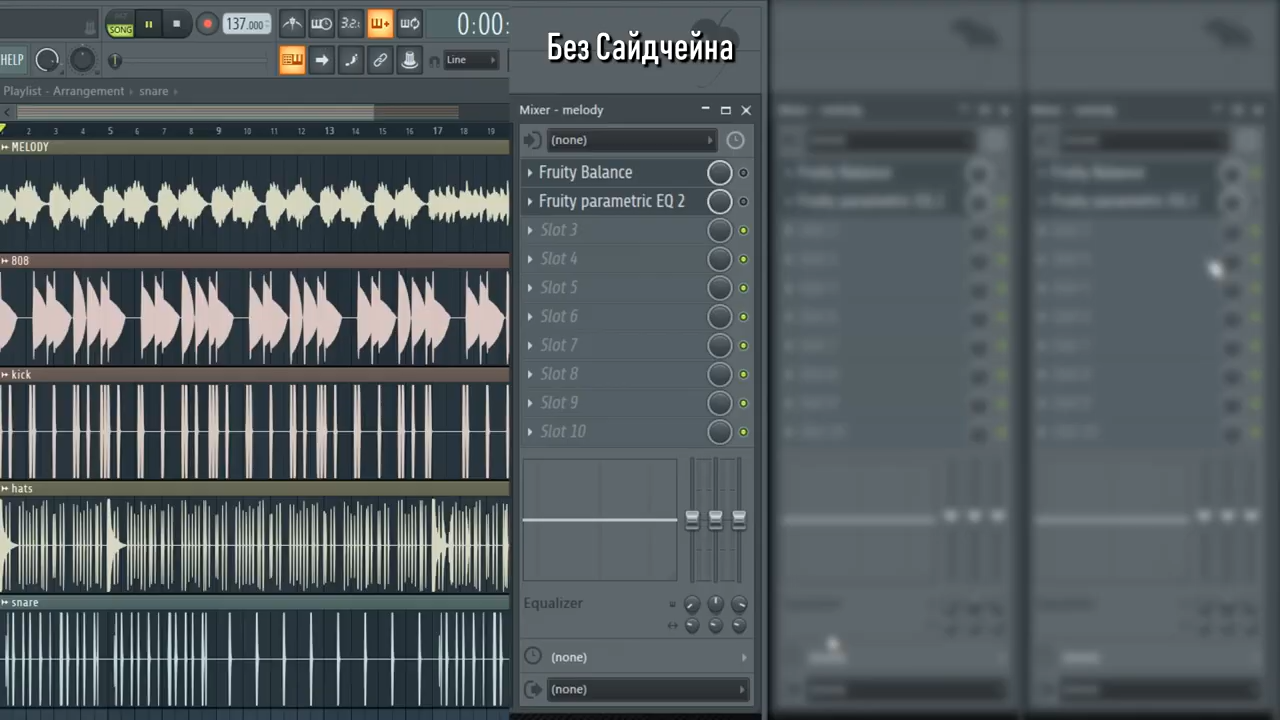 SONG
137.000
3.2:
0:00:
HELP
Line
Playlist - Arrangement › snare ›
2 3 4 5 6 7 8 9 10 11 12 13 14 15 16 17 18 19
MELODY
808
kick
hats
snare
Без Сайдчейна
Mixer - melody
(none)
Fruity Balance
Fruity parametric EQ 2
Slot 3
Slot 4
Slot 5
Slot 6
Slot 7
Slot 8
Slot 9
Slot 10
Equalizer
(none)
(none)